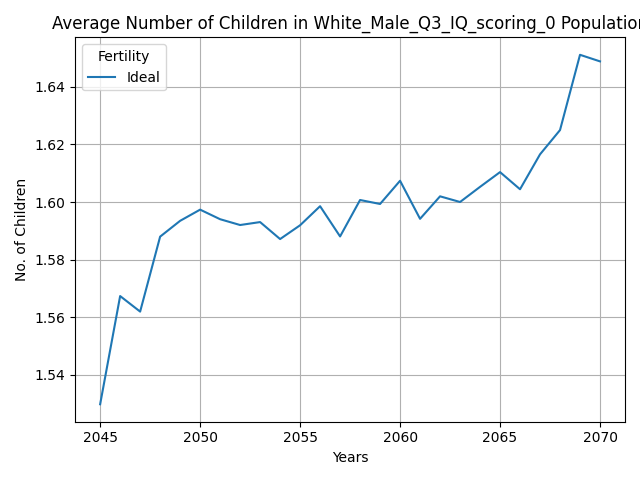 Average Number of Children in White_Male_Q3_IQ_scoring_0 Population
Fertility
Ideal
No. of Children
1.64
1.62
1.60
1.58
1.56
1.54
2045 2050 2055 2060 2065 2070
Years